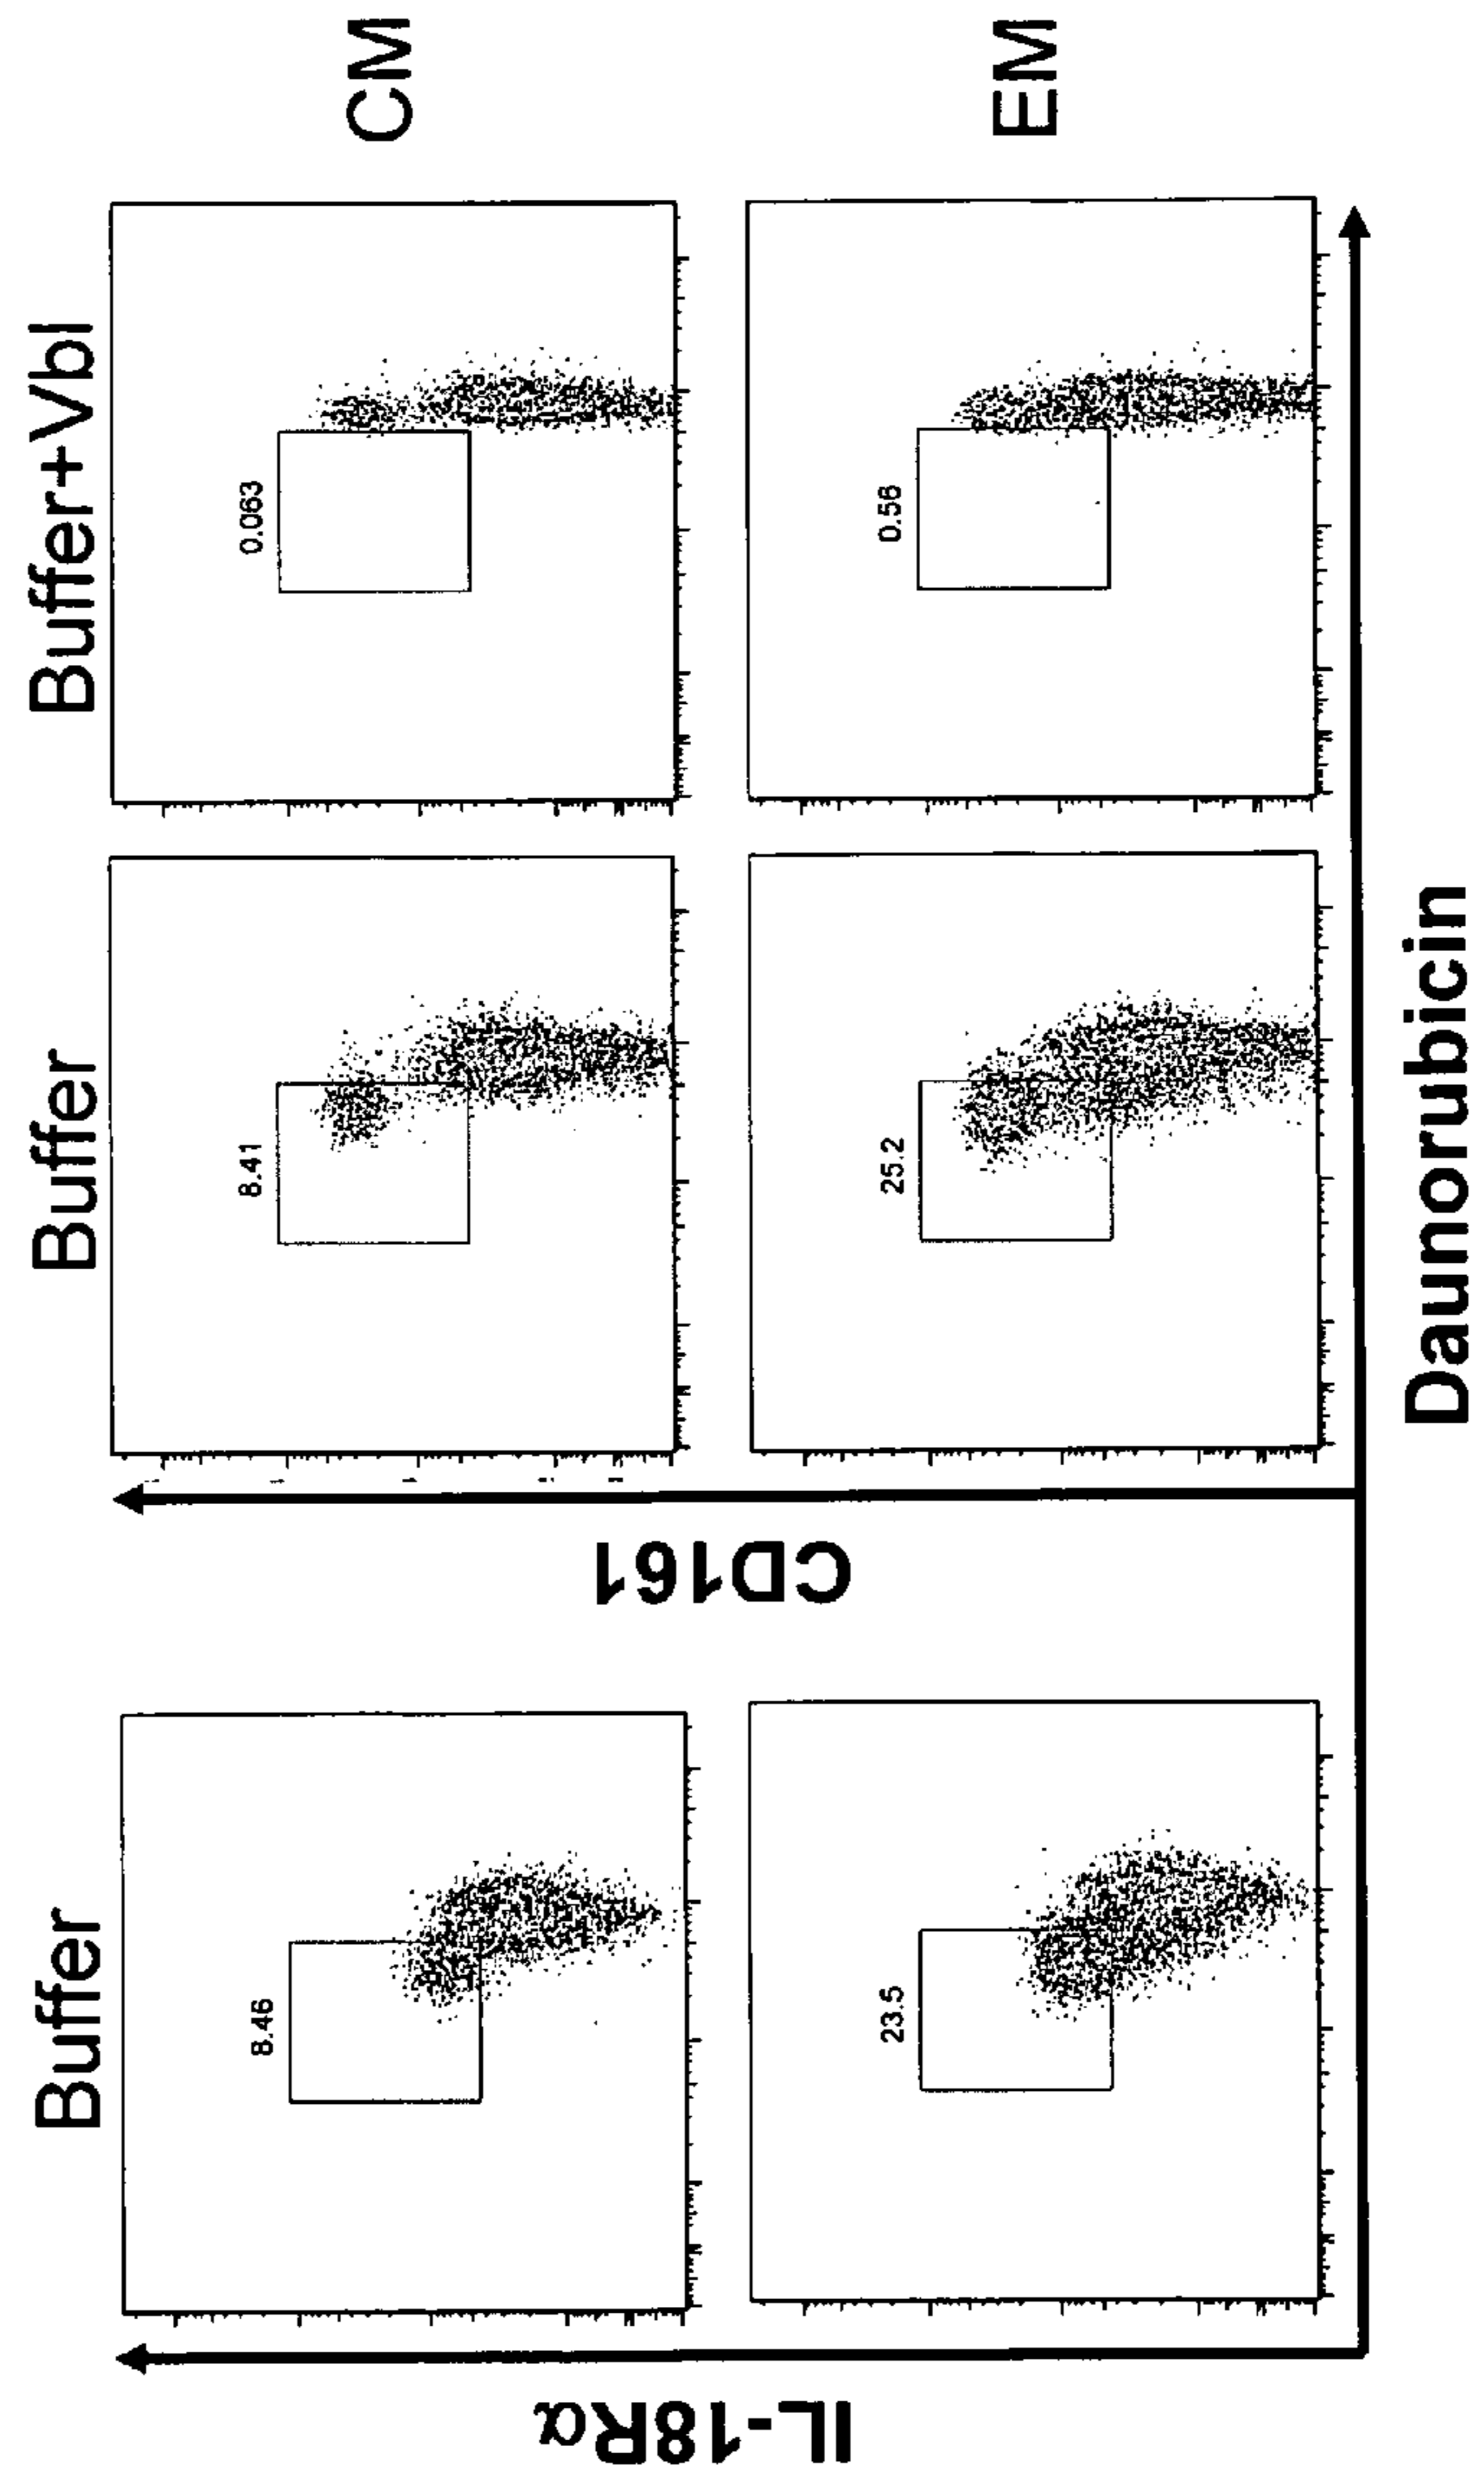 Buffer
Buffer
Buffer+Vbl
8.46
8.41
0.063
CM
23.5
25.2
0.56
EM
IL-18Rα
CD161
Daunorubicin